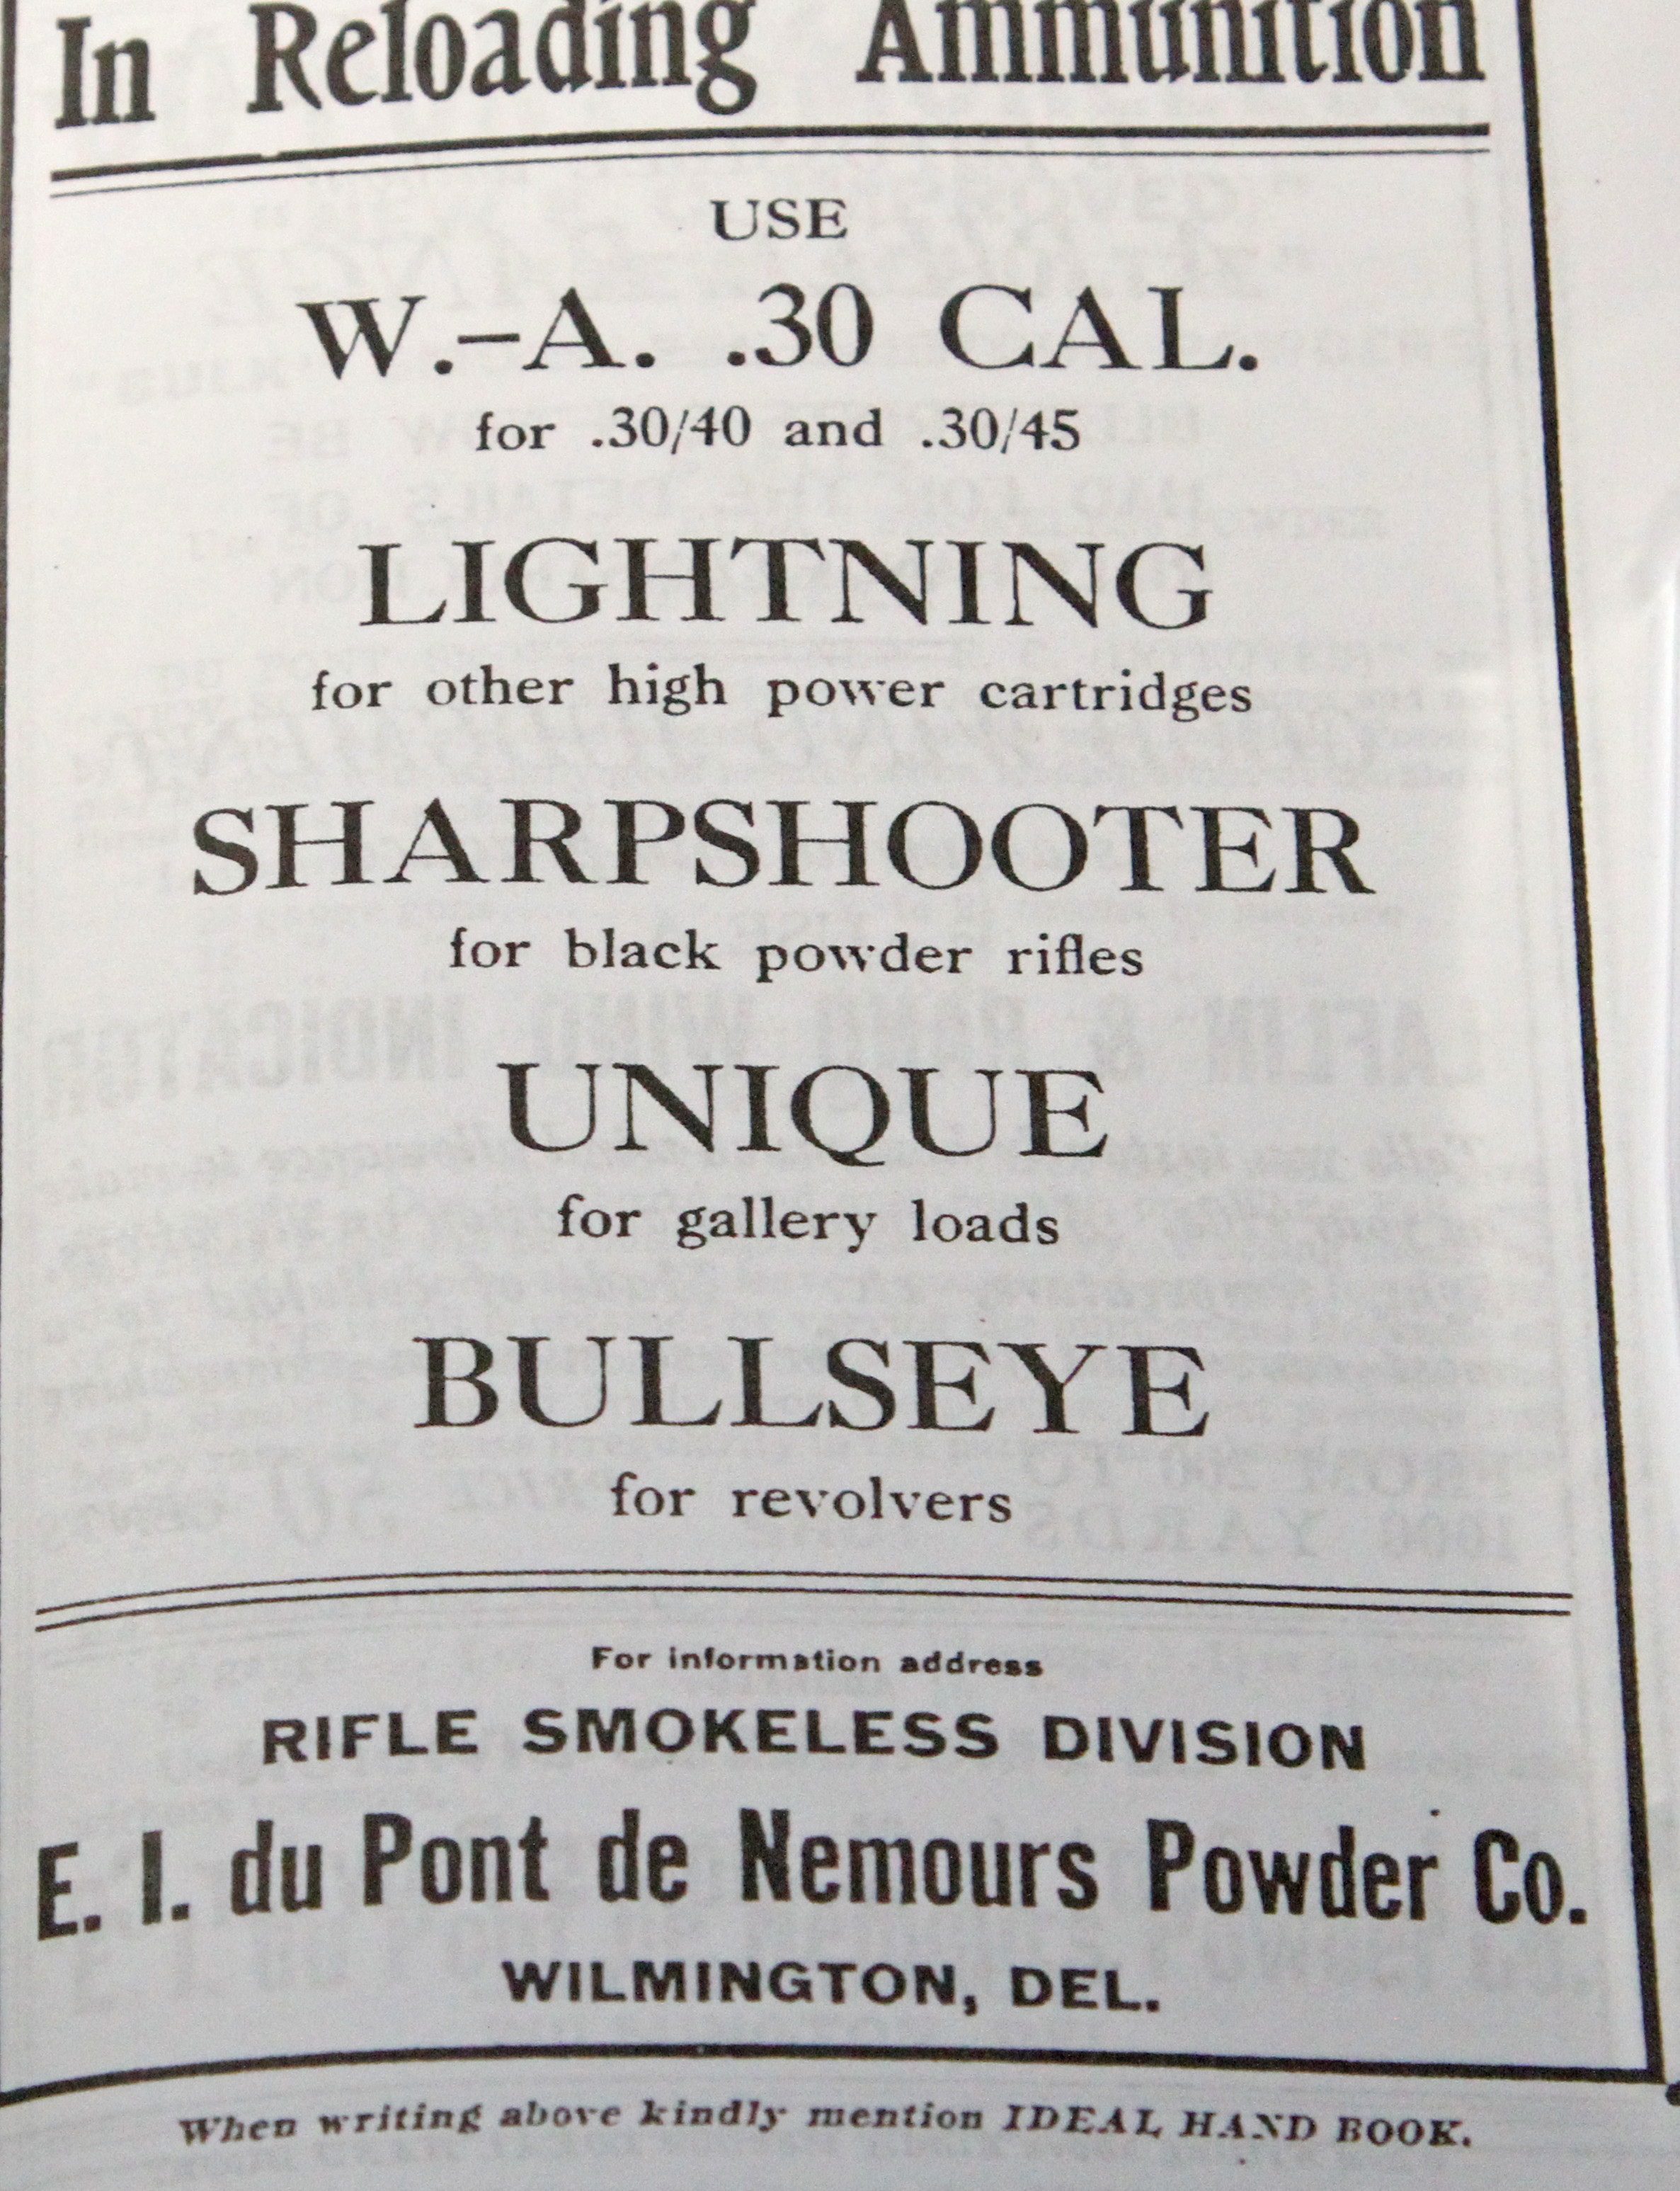 In Reloading Ammunition
USE
W.-A. .30 CAL.
for .30/40 and .30/45
LIGHTNING
for other high power cartridges
SHARPSHOOTER
for black powder rifles
UNIQUE
for gallery loads
BULLSEYE
for revolvers
For information address
RIFLE SMOKELESS DIVISION
E. I. du Pont de Nemours Powder Co.
WILMINGTON, DEL.
When writing above kindly mention IDEAL HAND BOOK.